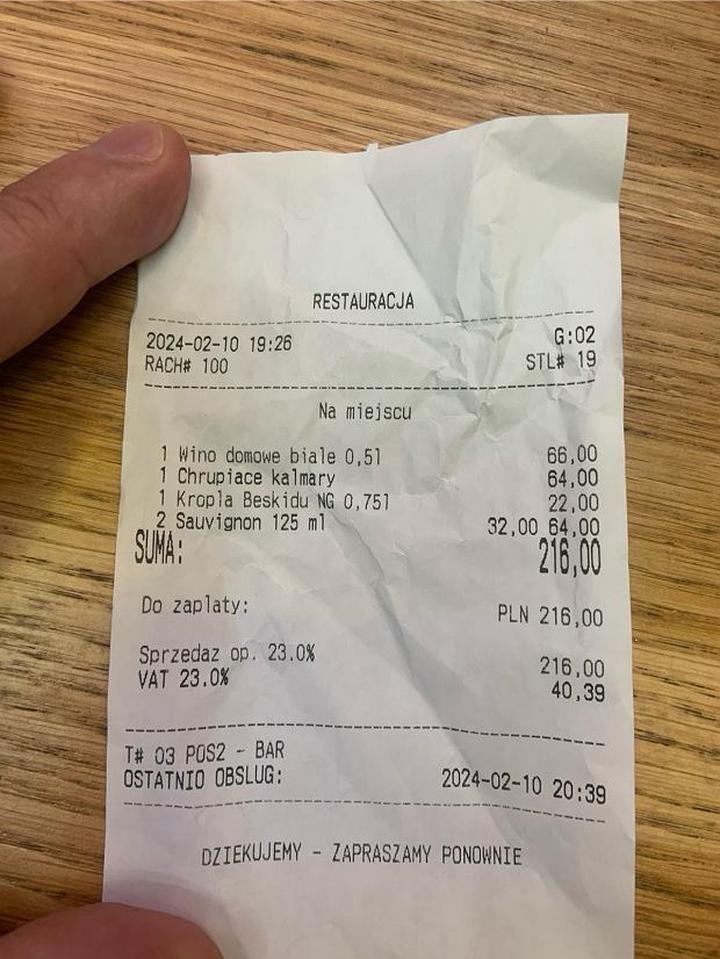 RESTAURACJA
2024-02-10 19:26 G:02
RACH# 100 STL# 19
Na miejscu
1 Wino domowe biale 0,5l 66,00
1 Chrupiace kalmary 64,00
1 Kropla Beskidu NG 0,75l 22,00
2 Sauvignon 125 ml 32,00 64,00
SUMA: 216,00
Do zaplaty: PLN 216,00
Sprzedaz op. 23.0% 216,00
VAT 23.0% 40,39
T# 03 POS2 - BAR
OSTATNIO OBSLUG: 2024-02-10 20:39
DZIEKUJEMY - ZAPRASZAMY PONOWNIE